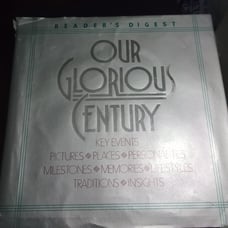 READER'S DIGEST
OUR
GLORIOUS
CENTURY
KEY EVENTS
PICTURES ◆ PLACES ◆ PERSONALITIES
MILESTONES ◆ MEMORIES ◆ LIFESTYLES
TRADITIONS ◆ INSIGHTS